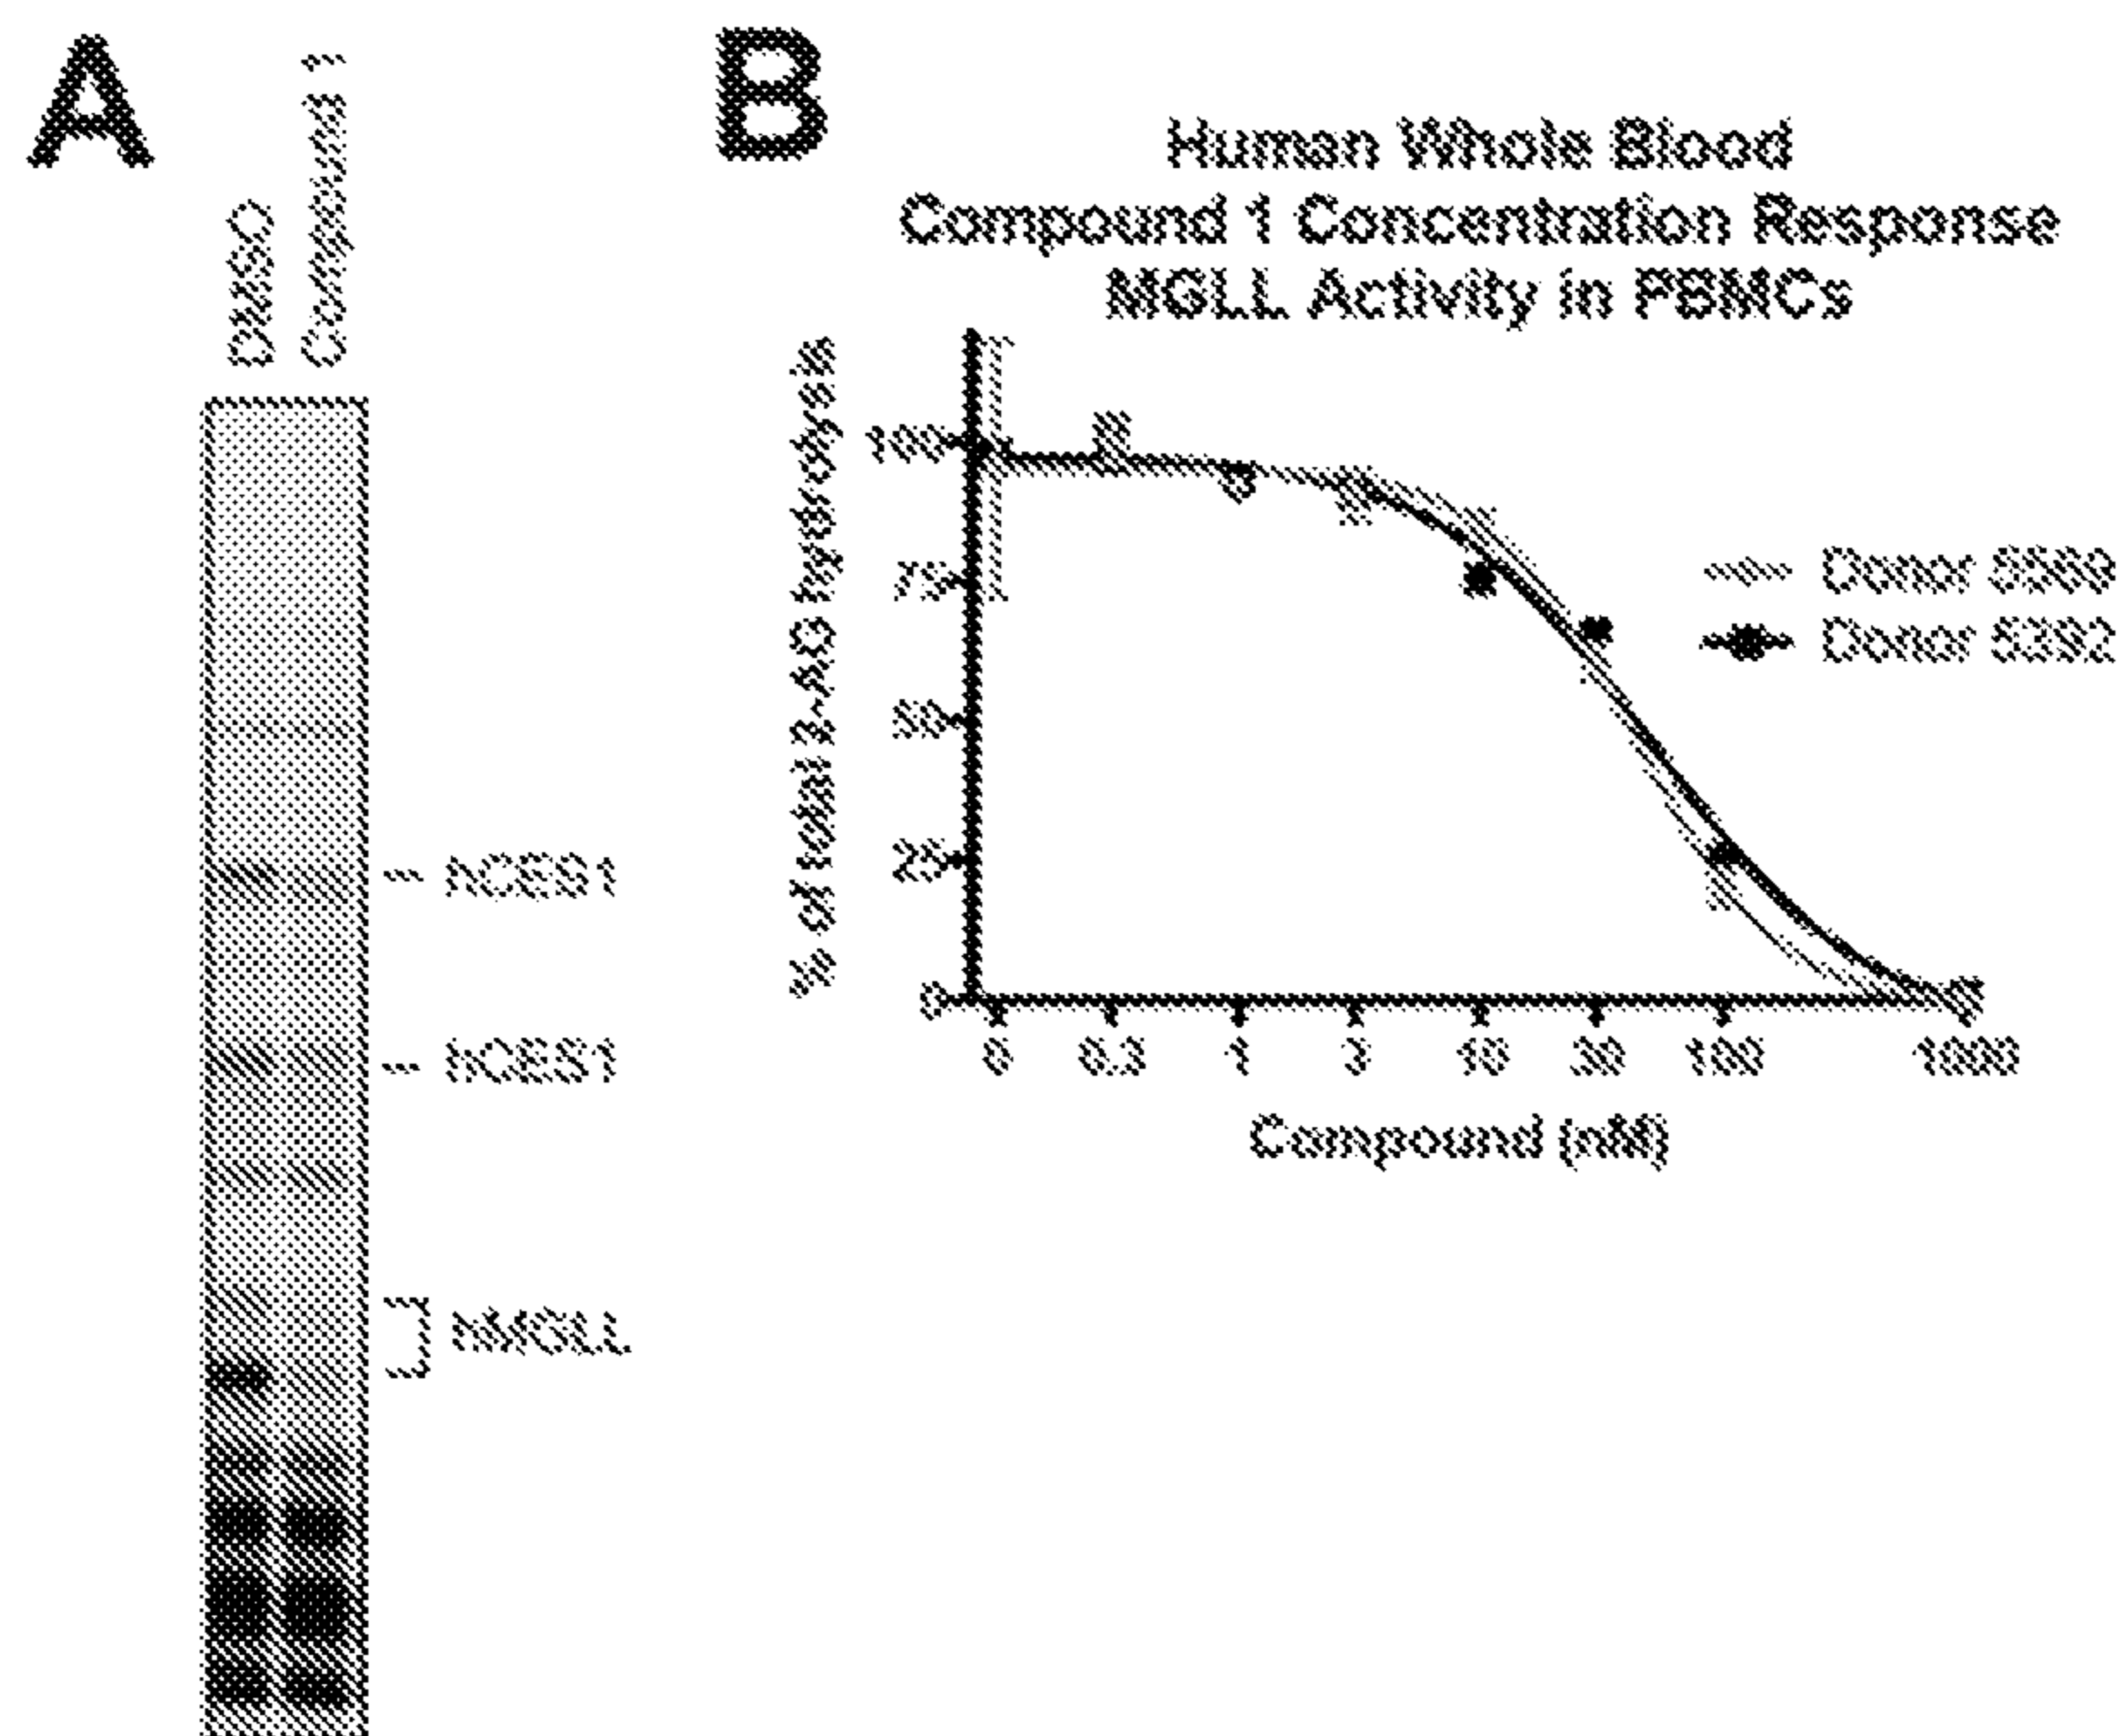 A
DMSO
Compound 1
hCES1
hCES1
hMGLL
B
Human Whole Blood
Compound 1 Concentration Response
MGLL Activity in PBMCs
% of total 2-AG hydrolysis
100
75
50
25
0
0 0.3 1 3 10 30 100 1000
Compound (nM)
Donor
Donor